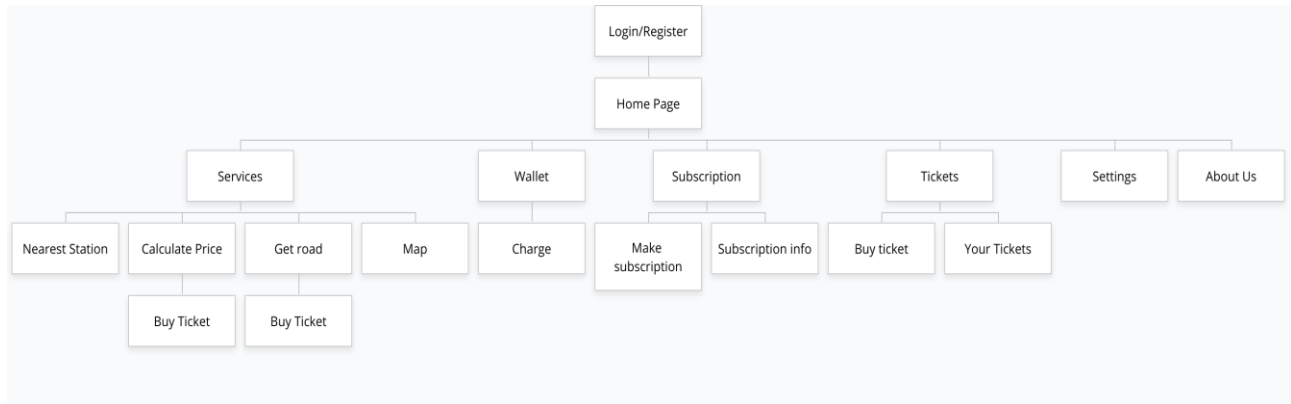 Login/Register
Home Page
Services
Wallet
Subscription
Tickets
Settings
About Us
Nearest Station
Calculate Price
Get road
Map
Charge
Make
subscription
Subscription info
Buy ticket
Your Tickets
Buy Ticket
Buy Ticket